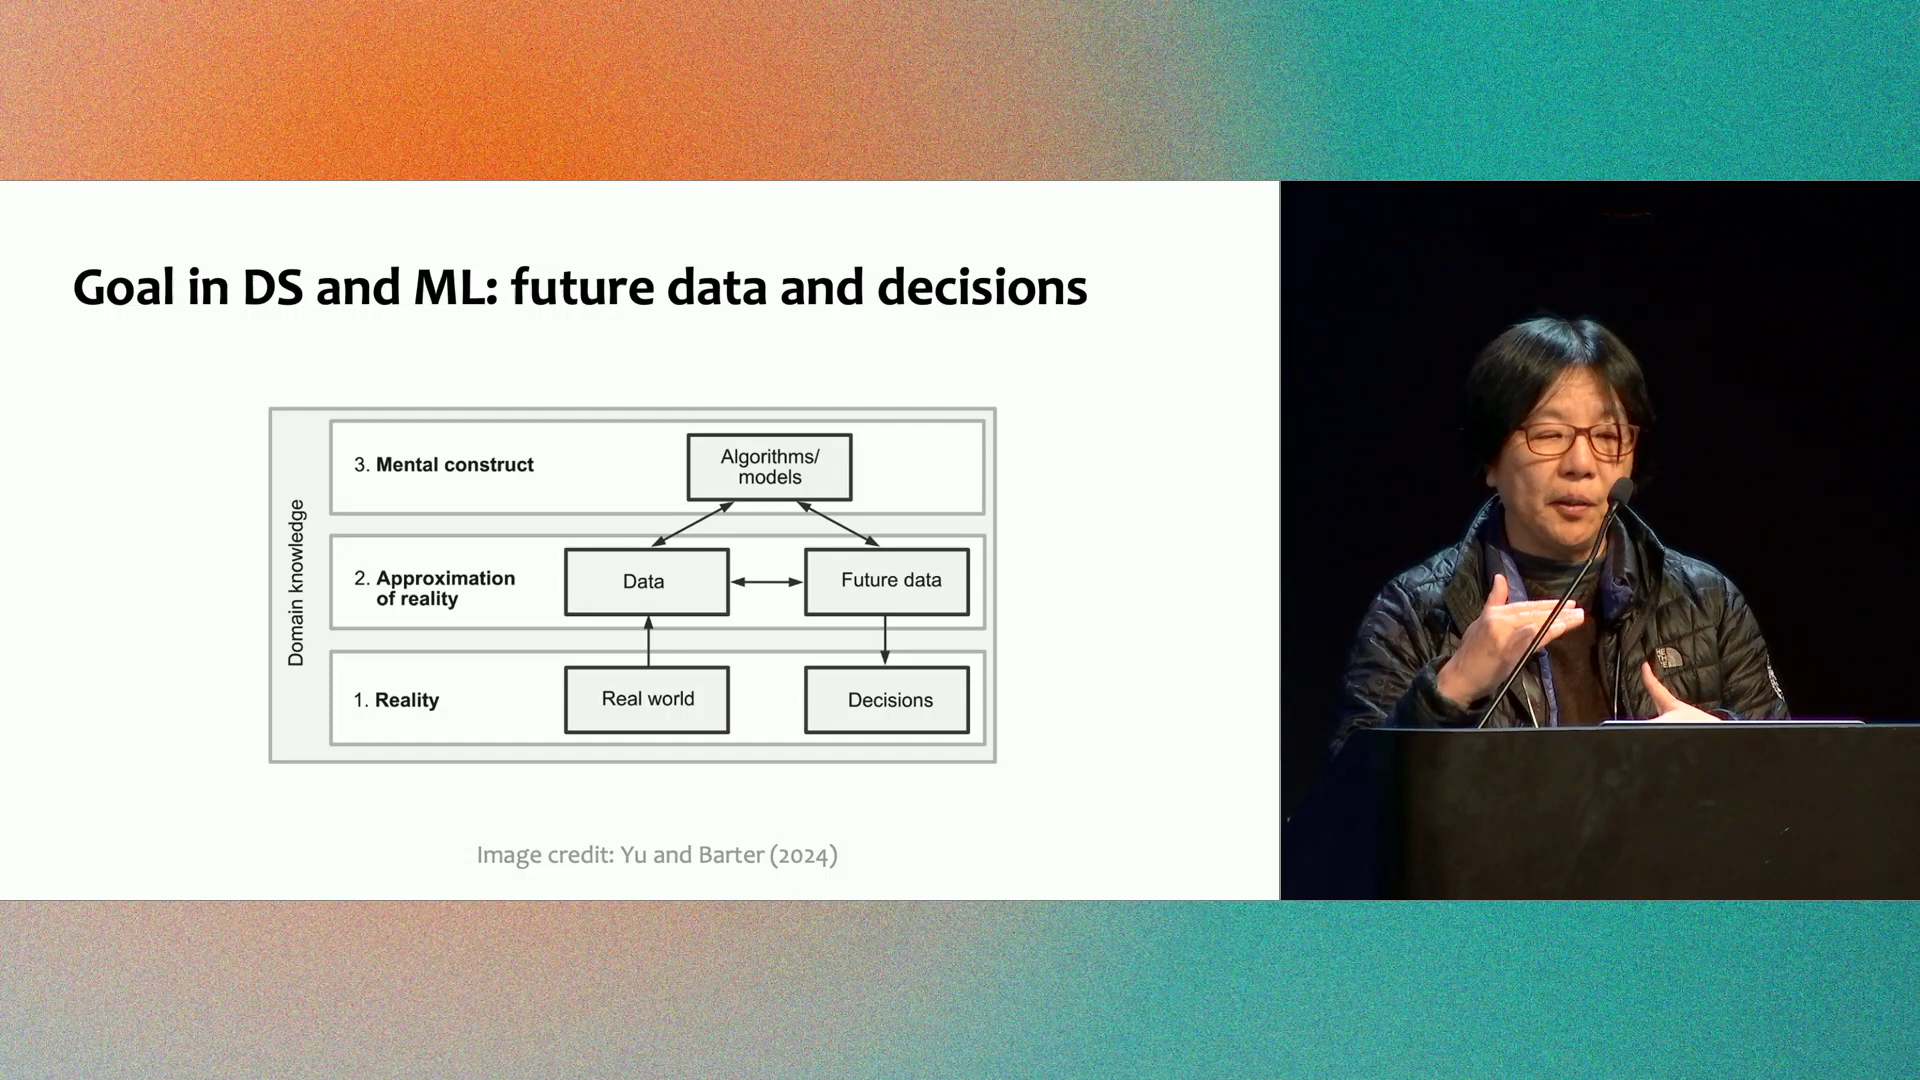 Goal in DS and ML: future data and decisions
Domain knowledge
3. Mental construct
Algorithms/
models
2. Approximation
of reality
Data
Future data
1. Reality
Real world
Decisions
Image credit: Yu and Barter (2024)
THE